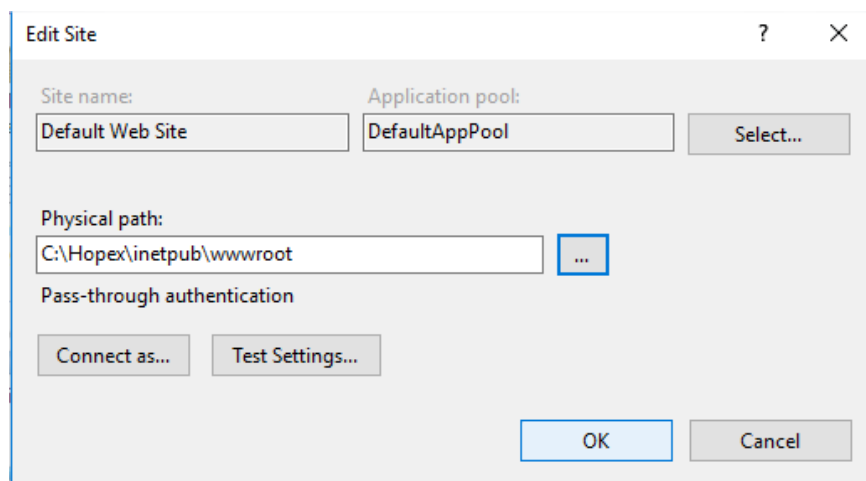 Edit Site ?
Site name: Application pool:
Default Web Site DefaultAppPool Select...
Physical path:
C:\Hopex\inetpub\wwwroot ...
Pass-through authentication
Connect as... Test Settings...
OK Cancel